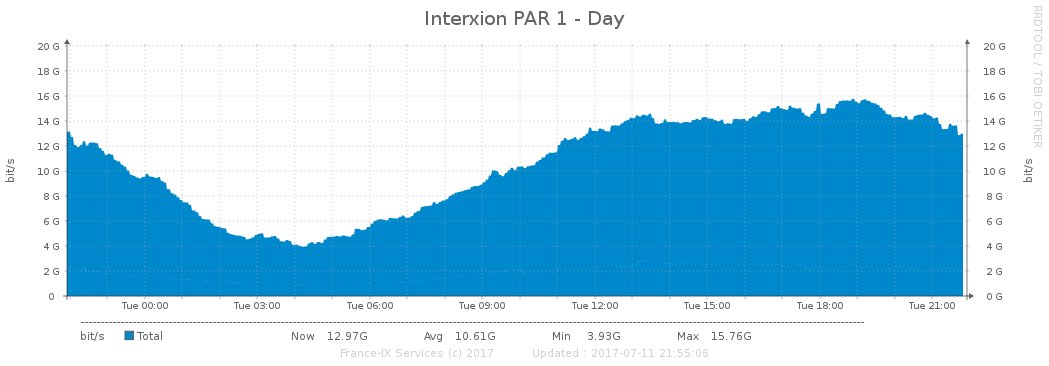 Interxion PAR 1 - Day
RRDTOOL / TOBI OETIKER
bit/s
20 G 20 G
18 G 18 G
16 G 16 G
14 G 14 G
12 G 12 G
10 G 10 G
8 G 8 G
6 G 6 G
4 G 4 G
2 G 2 G
0 0 G
bit/s
Tue 00:00 Tue 03:00 Tue 06:00 Tue 09:00 Tue 12:00 Tue 15:00 Tue 18:00 Tue 21:00
bit/s Total Now 12.97G Avg 10.61G Min 3.93G Max 15.76G
France-IX Services (c) 2017 Updated : 2017-07-11 21:55:06